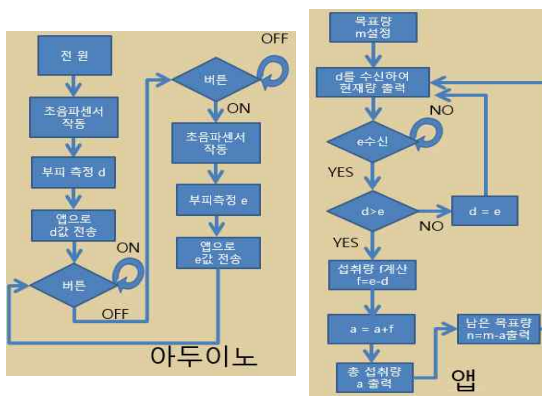 전 원
초음파센서
작동
부피 측정 d
앱으로
d값 전송
버튼
ON
OFF
버튼
OFF
ON
초음파센서
작동
부피측정 e
앱으로
e값 전송
아두이노
목표량
m설정
d를 수신하여
현재량 출력
e수신
NO
YES
d>e
NO
d = e
YES
섭취량 f계산
f=e-d
a = a+f
총 섭취량
a 출력
남은 목표량
n=m-a출력
앱